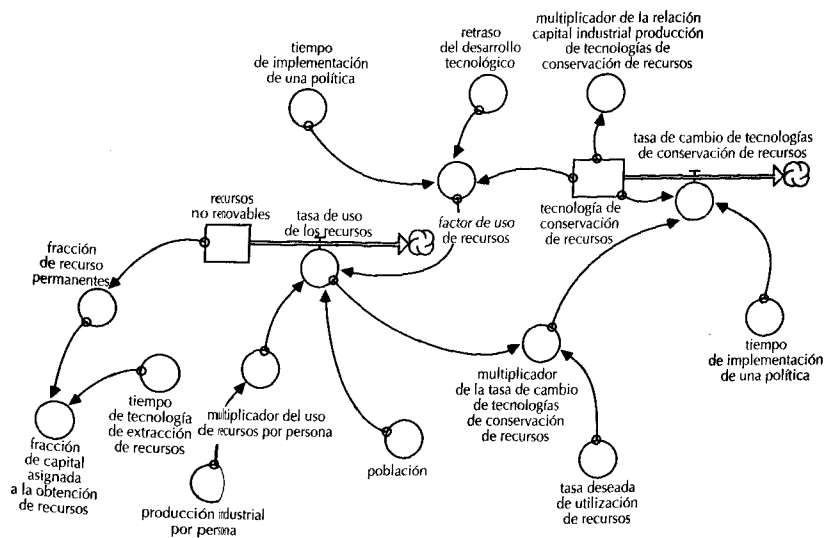 multiplicador de la relación
capital industrial producción
de tecnologías de
conservación de recursos
retraso
del desarrollo
tecnológico
tiempo
de implementación
de una política
tasa de cambio de tecnologías
de conservación de recursos
recursos
no renovables
tasa de uso
de los recursos
factor de uso
de recursos
tecnología de
conservación
de recursos
fracción
de recurso
permanentes
tiempo
de implementación
de una política
multiplicador
de la tasa de cambio
de tecnologías
de conservación
de recursos
tiempo
de tecnología
de extracción
de recursos
multiplicador del uso
de recursos por persona
fracción
de capital
asignada
a la obtención
de recursos
población
tasa deseada
de utilización
de recursos
producción industrial
por persona